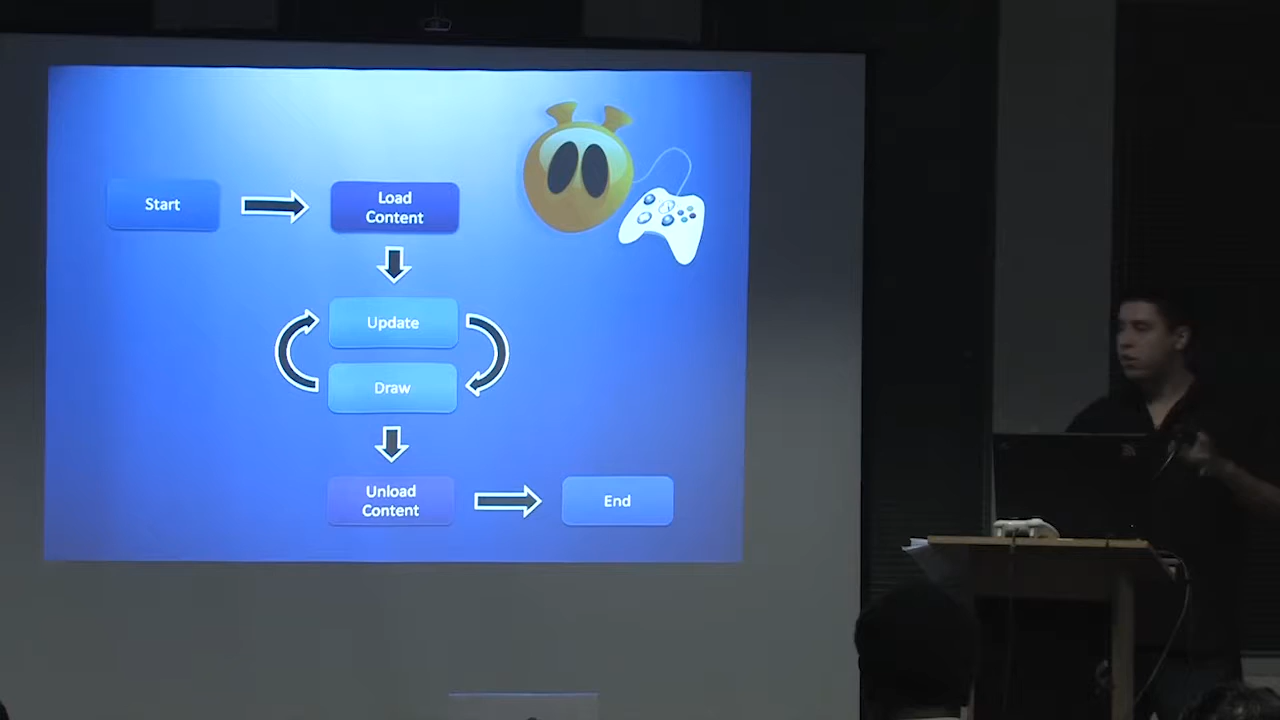 Start
Load
Content
Update
Draw
Unload
Content
End